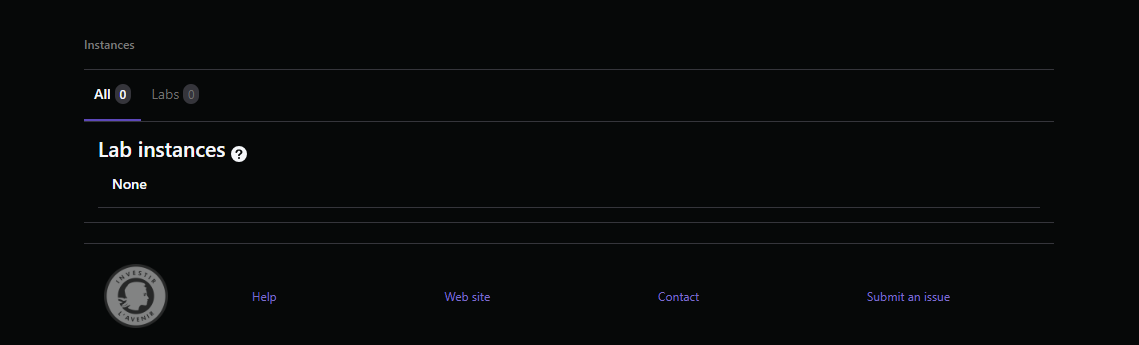 Instances
All 0 Labs 0
Lab instances ?
None
INVESTIR L'AVENIR
Help Web site Contact Submit an issue